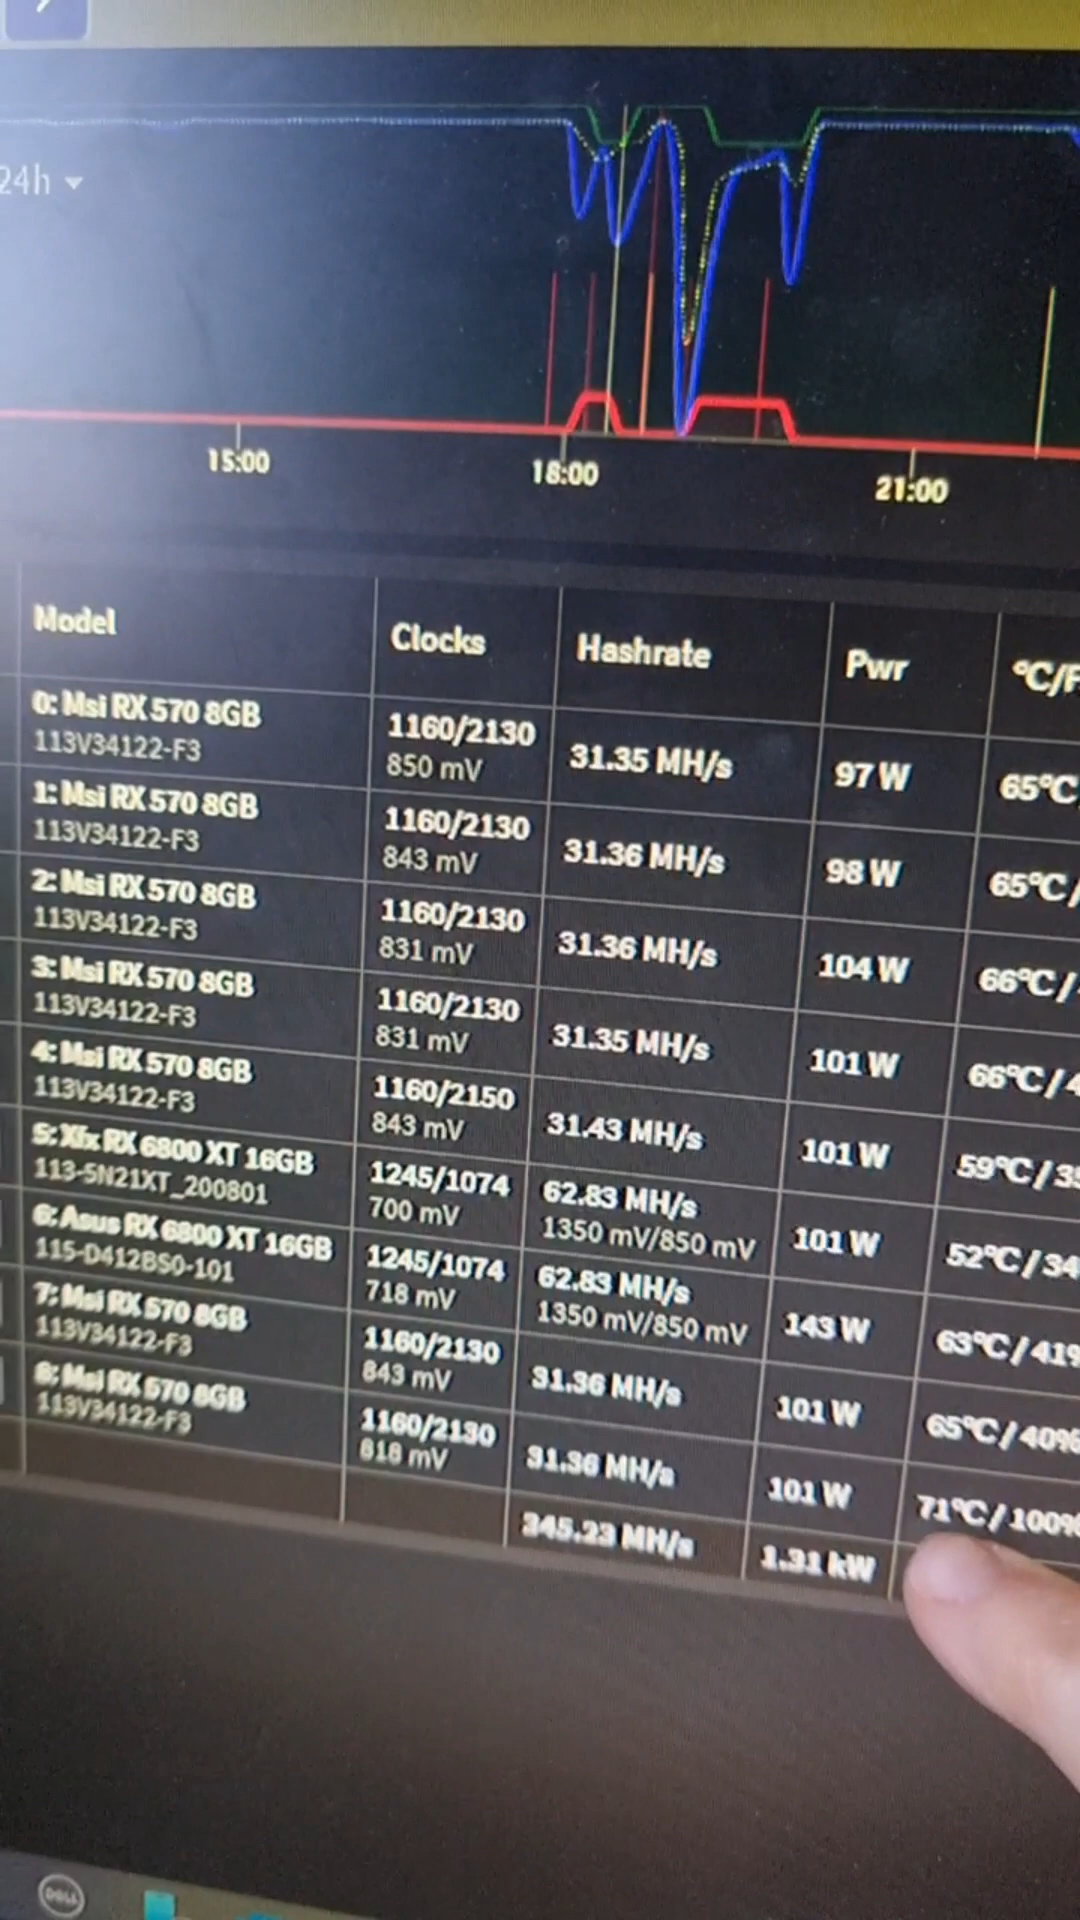 24h
15:00 18:00 21:00
Model Clocks Hashrate Pwr °C/F
0: Msi RX 570 8GB 1160/2130 31.35 MH/s 97 W 65°C
113V34122-F3 850 mV
1: Msi RX 570 8GB 1160/2130 31.36 MH/s 98 W 65°C/
113V34122-F3 843 mV
2: Msi RX 570 8GB 1160/2130 31.36 MH/s 104 W 66°C/
113V34122-F3 831 mV
3: Msi RX 570 8GB 1160/2130 31.35 MH/s 101 W 66°C/4
113V34122-F3 831 mV
4: Msi RX 570 8GB 1160/2150 31.43 MH/s 101 W 59°C/35
113V34122-F3 843 mV
5: Xfx RX 6800 XT 16GB 1245/1074 62.83 MH/s 101 W 52°C/34
113-5N21XT_200801 700 mV 1350 mV/850 mV
6: Asus RX 6800 XT 16GB 1245/1074 62.83 MH/s 143 W 63°C/41%
115-D412BS0-101 718 mV 1350 mV/850 mV
7: Msi RX 570 8GB 1160/2130 31.36 MH/s 101 W 65°C/40%
113V34122-F3 843 mV
8: Msi RX 570 8GB 1160/2130 31.36 MH/s 101 W 71°C/100%
113V34122-F3 818 mV
345.23 MH/s 1.31 kW
DELL